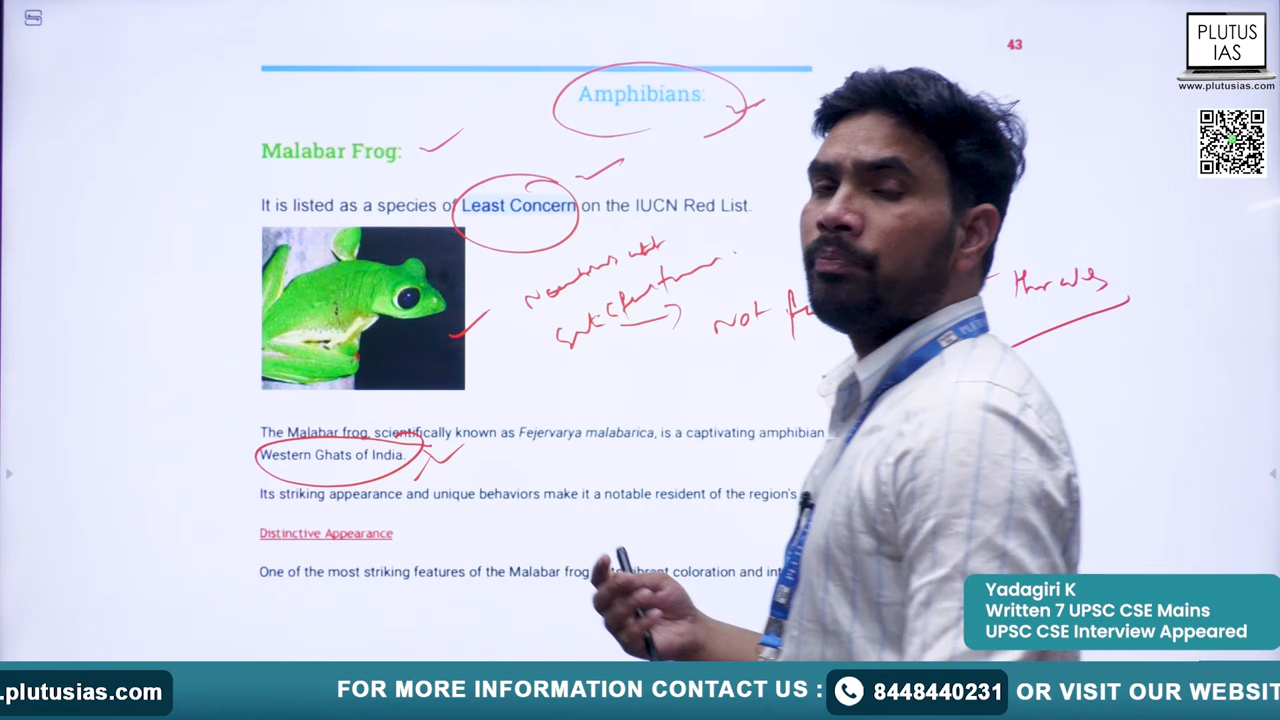 43
PLUTUS
IAS
www.plutusias.com
Amphibians:
Malabar Frog:
It is listed as a species of Least Concern on the IUCN Red List.
Not
The Malabar frog, scientifically known as Fejervarya malabarica, is a captivating amphibian
Western Ghats of India.
Its striking appearance and unique behaviors make it a notable resident of the region's
Distinctive Appearance
One of the most striking features of the Malabar frog vibrant coloration and
Yadagiri K
Written 7 UPSC CSE Mains
UPSC CSE Interview Appeared
.plutusias.com
FOR MORE INFORMATION CONTACT US :
8448440231
OR VISIT OUR WEBSIT